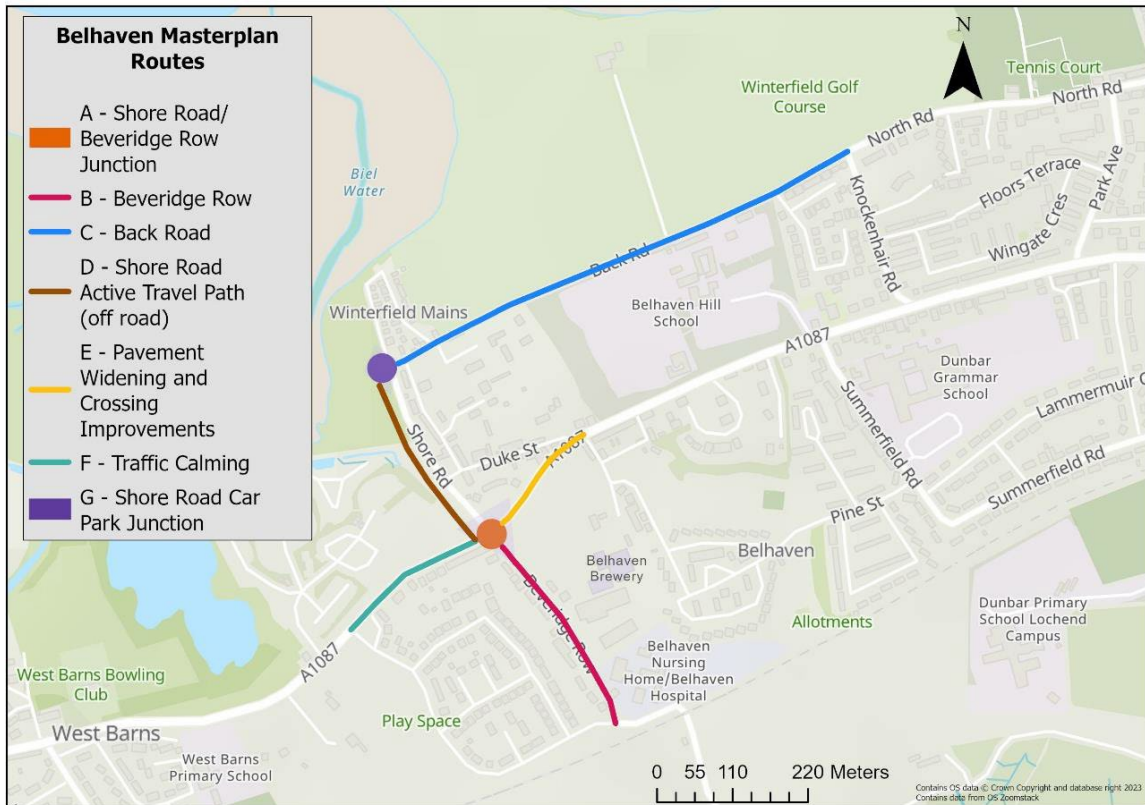 Belhaven Masterplan
Routes
A - Shore Road/
Beveridge Row
Junction
B - Beveridge Row
C - Back Road
D - Shore Road
Active Travel Path
(off road)
E - Pavement
Widening and
Crossing
Improvements
F - Traffic Calming
G - Shore Road Car
Park Junction
N
Tennis Court
North Rd
Winterfield Golf
Course
North Rd
Biel
Water
Floors Terrace
Park Ave
Knockenhair Rd
Wingate Cres
Back Rd
Winterfield Mains
Belhaven Hill
School
A1087
Dunbar
Grammar
School
Lammermuir C
Summerfield Rd
Summerfield Rd
Shore Rd
Duke St
A1087
Pine St
Belhaven
Belhaven
Brewery
Beveridge Row
Allotments
Dunbar Primary
School Lochend
Campus
Belhaven
Nursing
Home/Belhaven
Hospital
A1087
West Barns Bowling
Club
Play Space
West Barns
West Barns
Primary School
0 55 110 220 Meters
Contains OS data © Crown Copyright and database right 2023
Contains data from OS Zoomstack